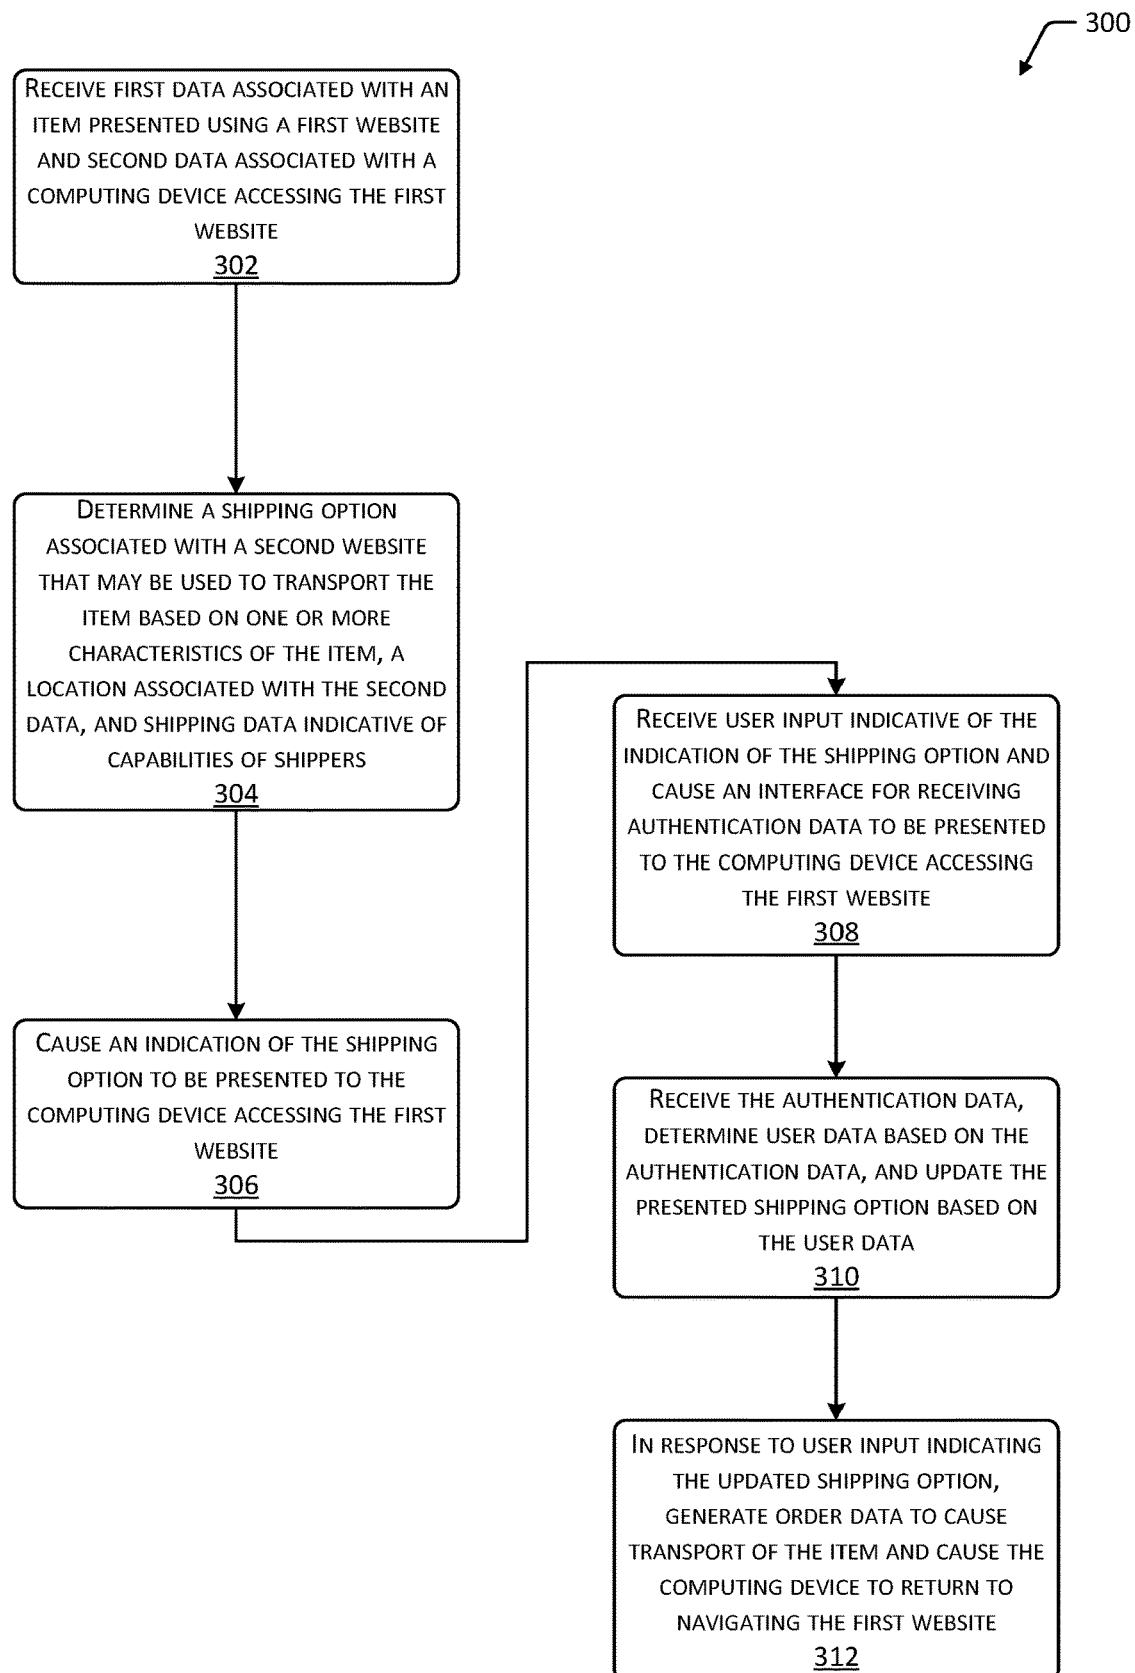 300
RECEIVE FIRST DATA ASSOCIATED WITH AN
ITEM PRESENTED USING A FIRST WEBSITE
AND SECOND DATA ASSOCIATED WITH A
COMPUTING DEVICE ACCESSING THE FIRST
WEBSITE
302
DETERMINE A SHIPPING OPTION
ASSOCIATED WITH A SECOND WEBSITE
THAT MAY BE USED TO TRANSPORT THE
ITEM BASED ON ONE OR MORE
CHARACTERISTICS OF THE ITEM, A
LOCATION ASSOCIATED WITH THE SECOND
DATA, AND SHIPPING DATA INDICATIVE OF
CAPABILITIES OF SHIPPERS
304
CAUSE AN INDICATION OF THE SHIPPING
OPTION TO BE PRESENTED TO THE
COMPUTING DEVICE ACCESSING THE FIRST
WEBSITE
306
RECEIVE USER INPUT INDICATIVE OF THE
INDICATION OF THE SHIPPING OPTION AND
CAUSE AN INTERFACE FOR RECEIVING
AUTHENTICATION DATA TO BE PRESENTED
TO THE COMPUTING DEVICE ACCESSING
THE FIRST WEBSITE
308
RECEIVE THE AUTHENTICATION DATA,
DETERMINE USER DATA BASED ON THE
AUTHENTICATION DATA, AND UPDATE THE
PRESENTED SHIPPING OPTION BASED ON
THE USER DATA
310
IN RESPONSE TO USER INPUT INDICATING
THE UPDATED SHIPPING OPTION,
GENERATE ORDER DATA TO CAUSE
TRANSPORT OF THE ITEM AND CAUSE THE
COMPUTING DEVICE TO RETURN TO
NAVIGATING THE FIRST WEBSITE
312